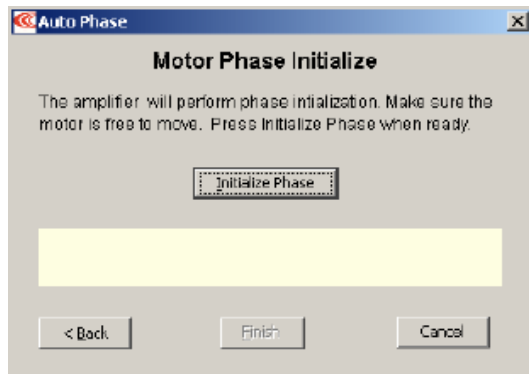 Auto Phase
Motor Phase Initialize
The amplifier will perform phase intialization. Make sure the
motor is free to move. Press Initialize Phase when ready.
Initialize Phase
< Back
Finish
Cancel